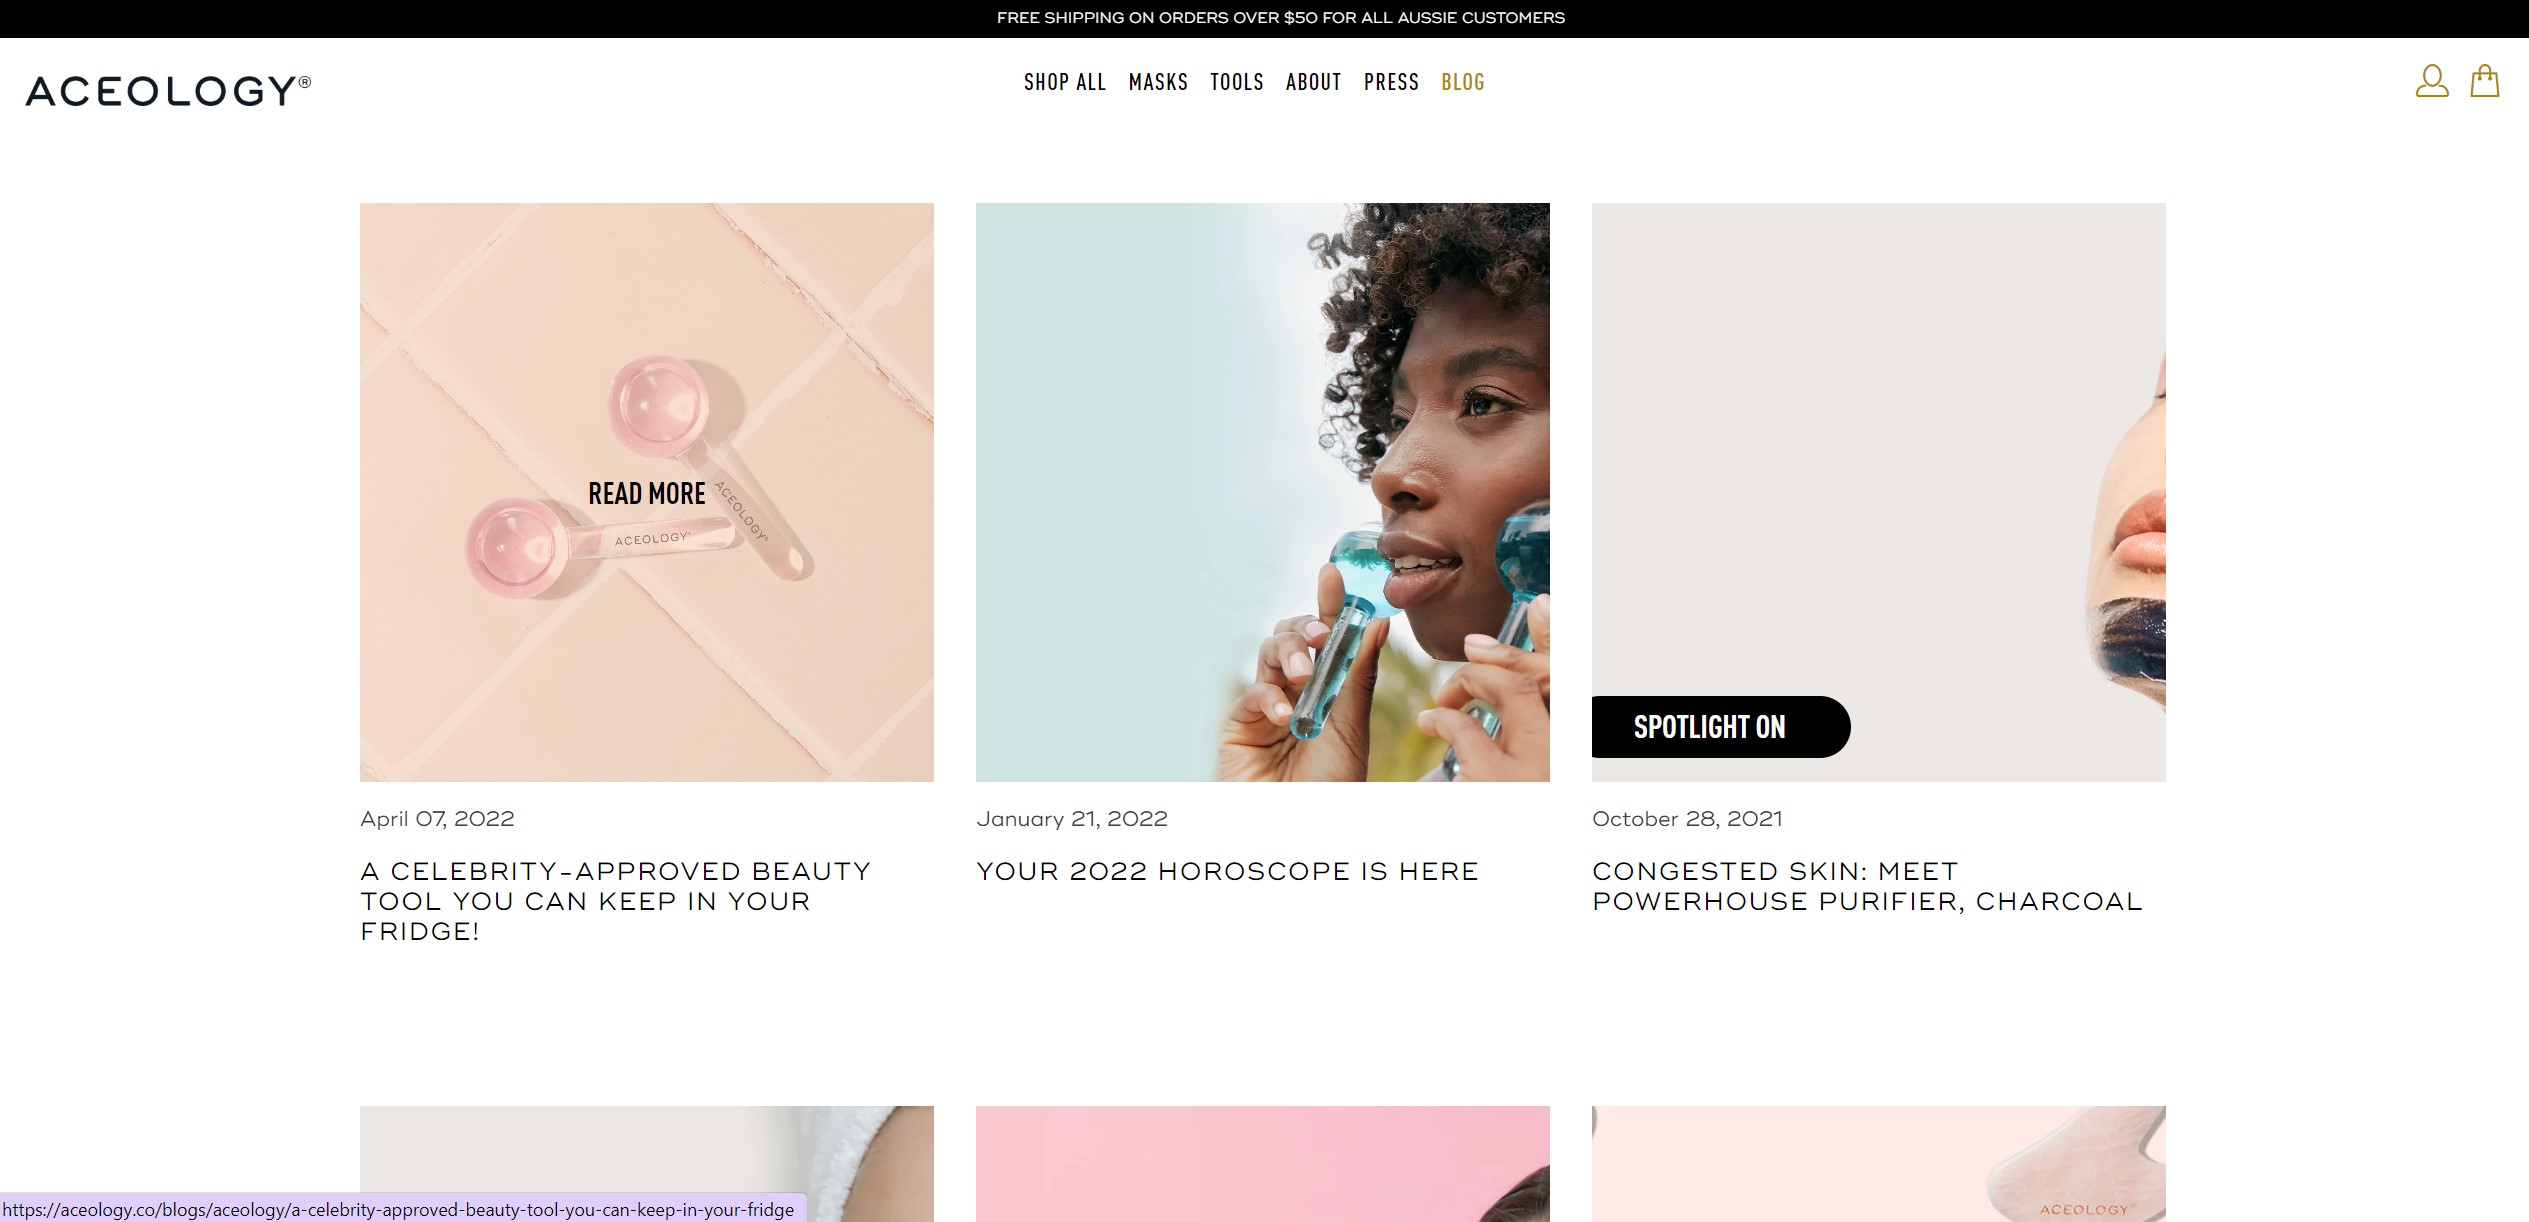 FREE SHIPPING ON ORDERS OVER $50 FOR ALL AUSSIE CUSTOMERS
ACEOLOGY®
SHOP ALL MASKS TOOLS ABOUT PRESS BLOG
READ MORE
ACEOLOGY®
ACEOLOGY®
April 07, 2022
A CELEBRITY-APPROVED BEAUTY
TOOL YOU CAN KEEP IN YOUR
FRIDGE!
January 21, 2022
YOUR 2022 HOROSCOPE IS HERE
SPOTLIGHT ON
October 28, 2021
CONGESTED SKIN: MEET
POWERHOUSE PURIFIER, CHARCOAL
ACEOLOGY®
https://aceology.co/blogs/aceology/a-celebrity-approved-beauty-tool-you-can-keep-in-your-fridge